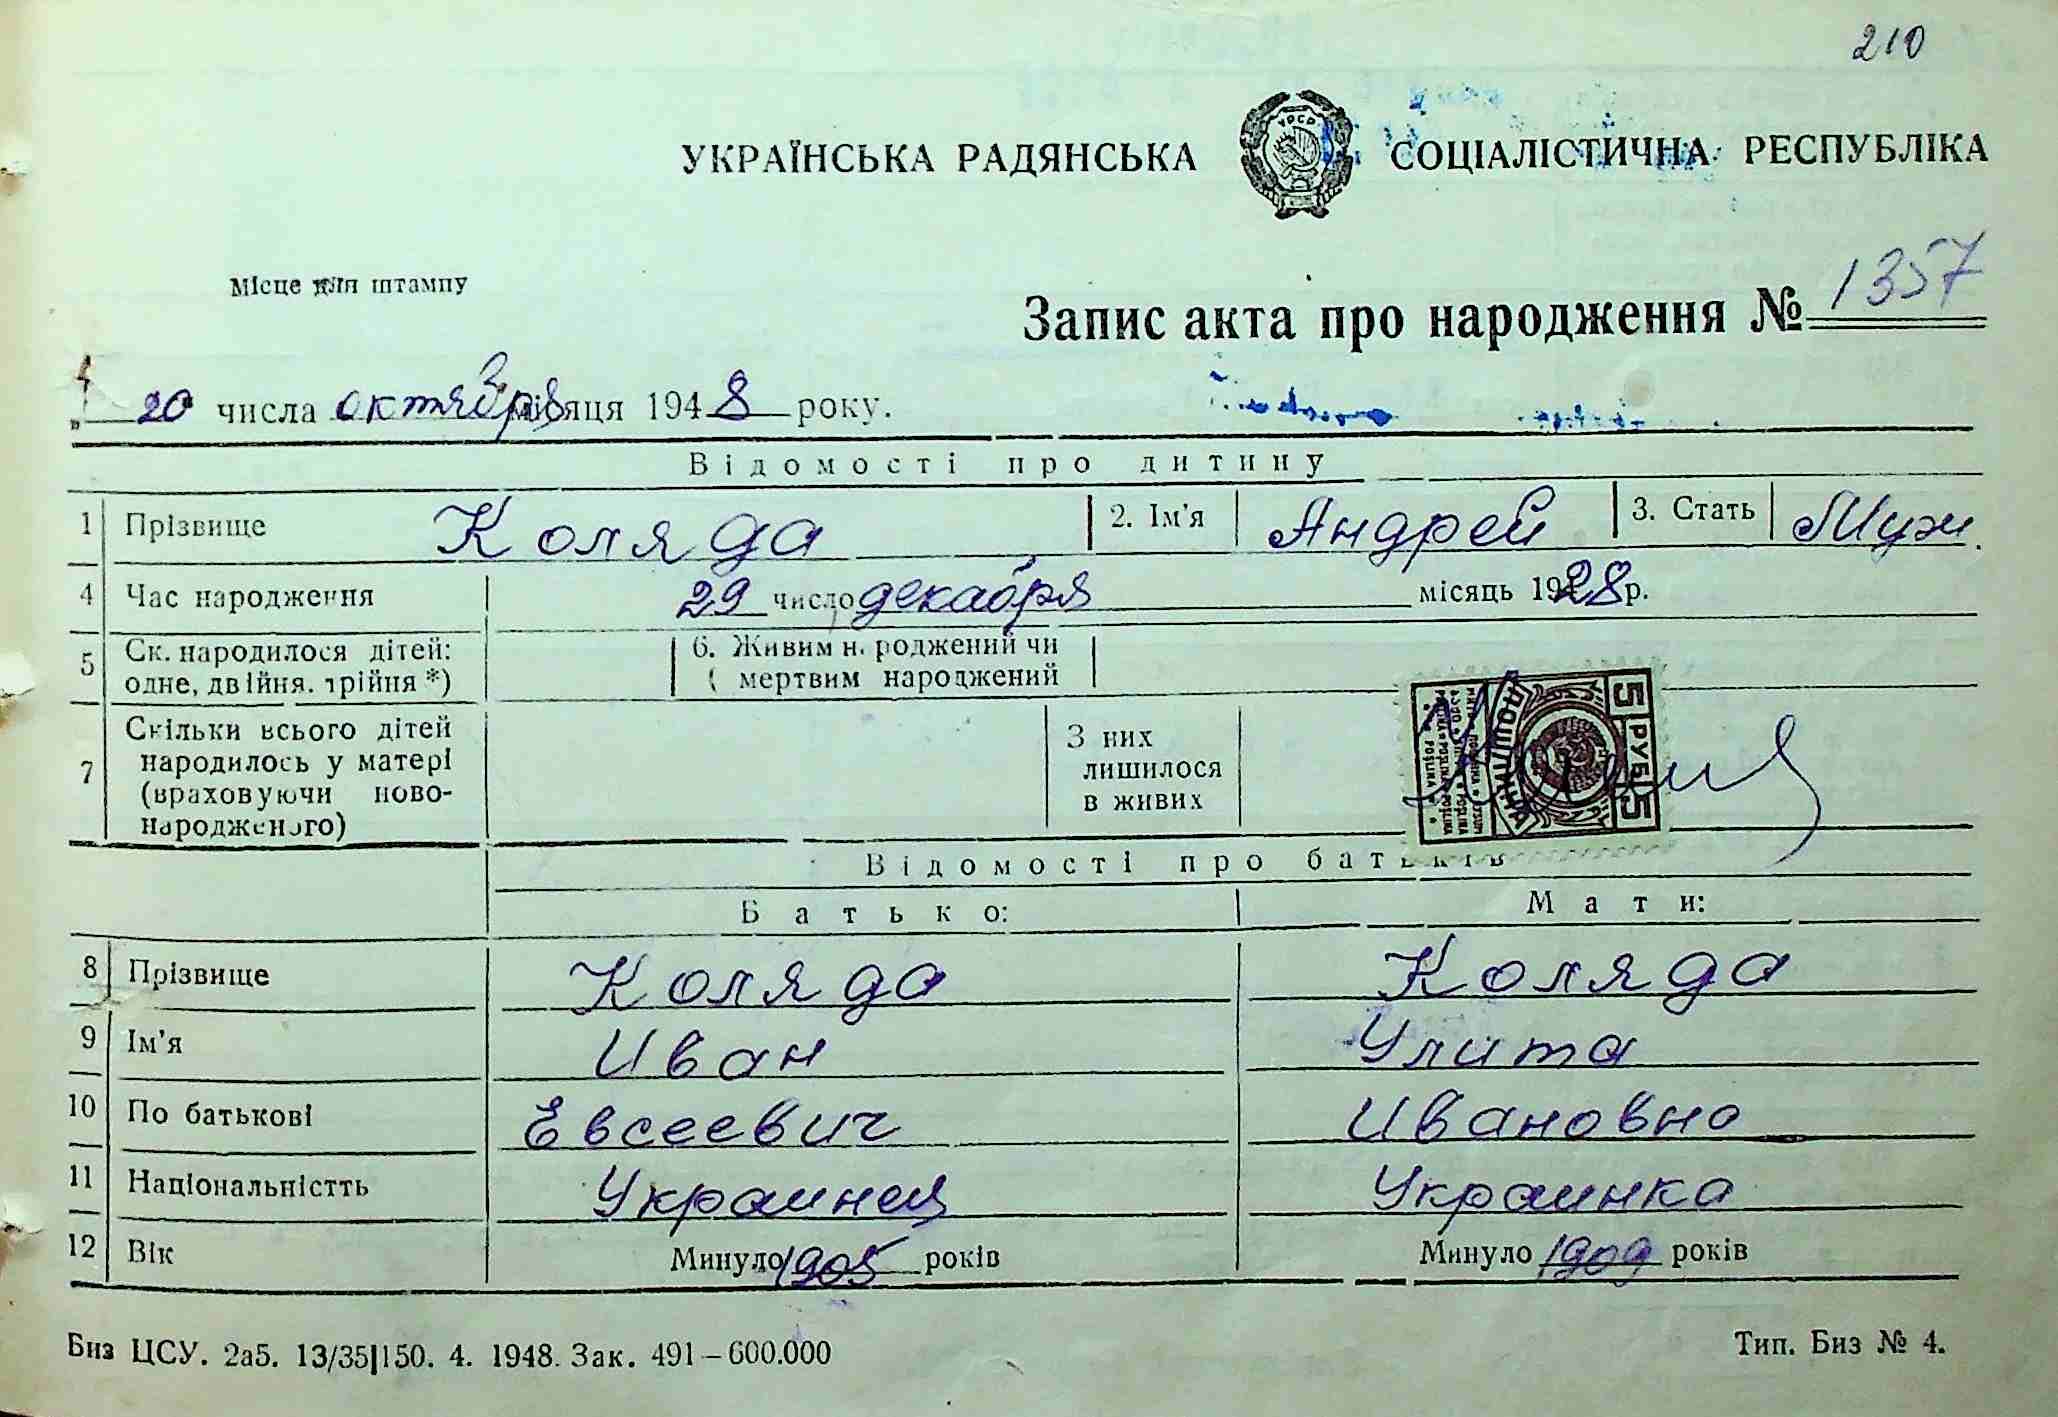 210
УКРАЇНСЬКА РАДЯНСЬКА СОЦІАЛІСТИЧНА РЕСПУБЛІКА
УРСР
Місце для штампу
Запис акта про народження № 1357
„ 20 " числа октября місяця 1948 року.
Відомості про дитину
1 Прізвище Коляда 2. Ім'я Андрей 3. Стать Муж.
4 Час народження 29 число декабря місяць 1928 р.
5 Ск. народилося дітей: одне, двійня. трійня *) 6. Живим народжений чи мертвим народжений
7 Скільки всього дітей народилось у матері (враховуючи новонародженого) З них лишилося в живих
5 РУБ 5
ПОШЛИНА
Відомості про батьків
Батько: Мати:
8 Прізвище Коляда Коляда
9 Ім'я Иван Улита
10 По батькові Евсеевич Ивановна
11 Національністть Украинец Украинка
12 Вік Минуло 1905 років Минуло 1909 років
Биз ЦСУ. 2а5. 13/35|150. 4. 1948. Зак. 491–600.000 Тип. Биз № 4.